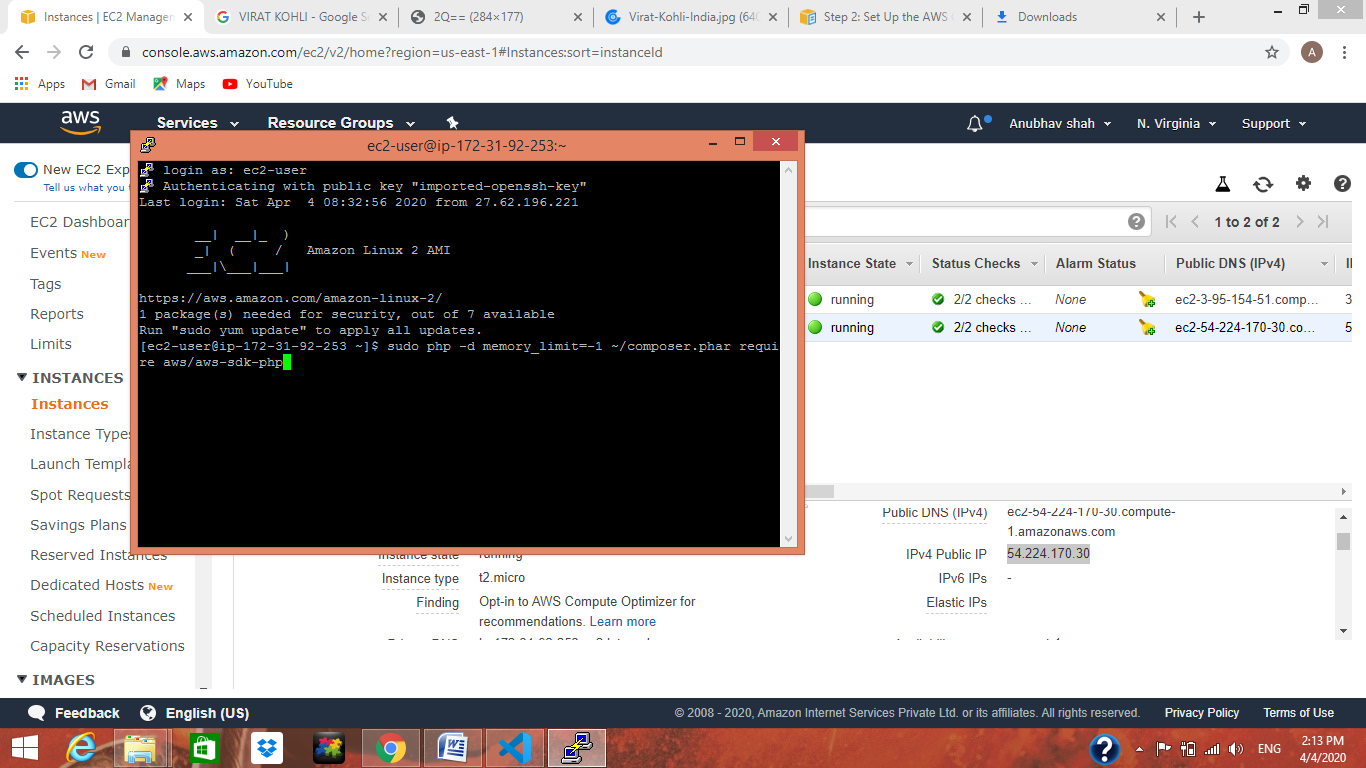 Instances | EC2 Manager
VIRAT KOHLI - Google S
2Q== (284×177)
Virat-Kohli-India.jpg (640
Step 2: Set Up the AWS
Downloads
console.aws.amazon.com/ec2/v2/home?region=us-east-1#Instances:sort=instanceId
A
Apps
Gmail
Maps
YouTube
aws
Services
Resource Groups
Anubhav shah
N. Virginia
Support
ec2-user@ip-172-31-92-253:~
login as: ec2-user
Authenticating with public key "imported-openssh-key"
Last login: Sat Apr  4 08:32:56 2020 from 27.62.196.221
__|  __|_  )
_|  (     /   Amazon Linux 2 AMI
___|\___|___|
https://aws.amazon.com/amazon-linux-2/
1 package(s) needed for security, out of 7 available
Run "sudo yum update" to apply all updates.
[ec2-user@ip-172-31-92-253 ~]$ sudo php -d memory_limit=-1 ~/composer.phar requi
re aws/aws-sdk-php
New EC2 Exp
Tell us what you t
EC2 Dashboar
Events New
Tags
Reports
Limits
INSTANCES
Instances
Instance Types
Launch Templa
Spot Requests
Savings Plans
Reserved Instances
Dedicated Hosts New
Scheduled Instances
Capacity Reservations
IMAGES
1 to 2 of 2
Instance State
Status Checks
Alarm Status
Public DNS (IPv4)
running
2/2 checks ...
None
ec2-3-95-154-51.comp...
3
running
2/2 checks ...
None
ec2-54-224-170-30.co...
5
Instance state
running
Instance type
t2.micro
Finding
Opt-in to AWS Compute Optimizer for
recommendations. Learn more
Public DNS (IPv4)
ec2-54-224-170-30.compute-
1.amazonaws.com
IPv4 Public IP
54.224.170.30
IPv6 IPs
-
Elastic IPs
Feedback
English (US)
© 2008 - 2020, Amazon Internet Services Private Ltd. or its affiliates. All rights reserved.
Privacy Policy
Terms of Use
ENG
2:13 PM
4/4/2020